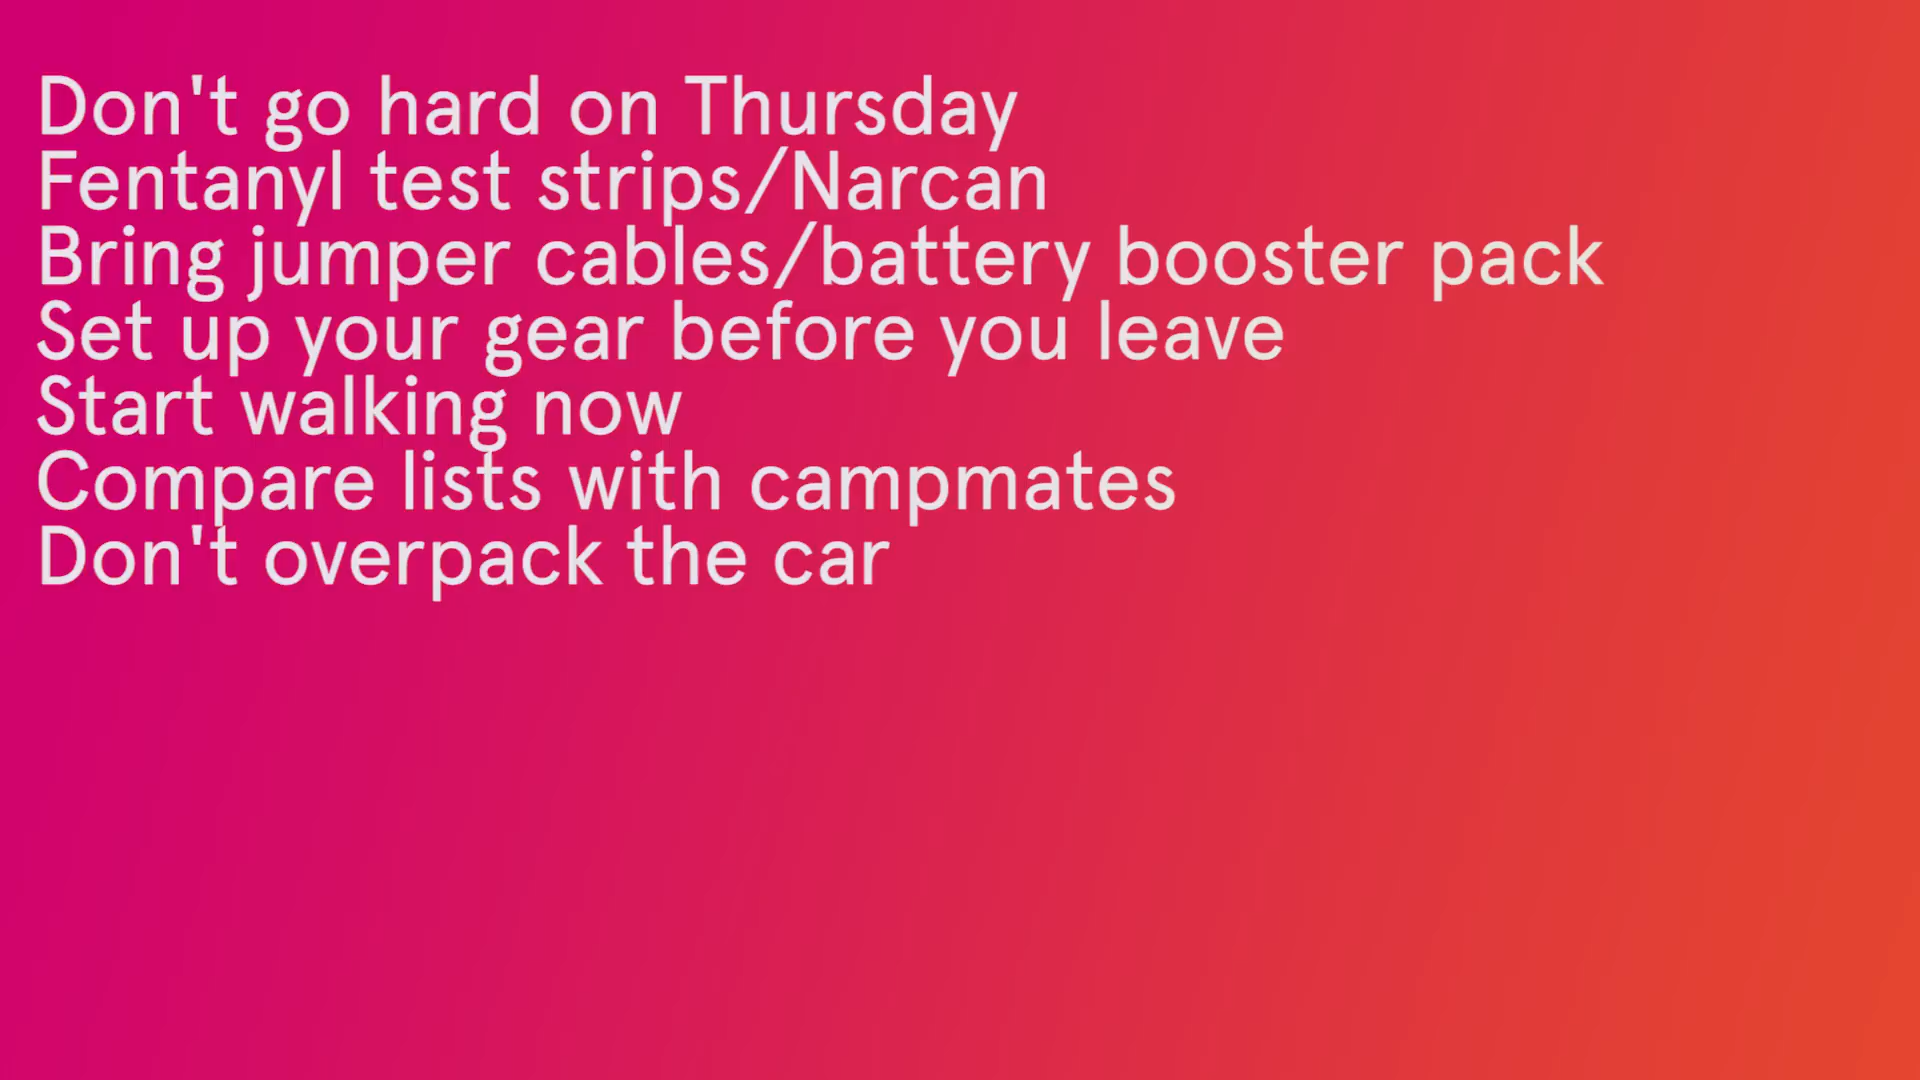 Don't go hard on Thursday
Fentanyl test strips/Narcan
Bring jumper cables/battery booster pack
Set up your gear before you leave
Start walking now
Compare lists with campmates
Don't overpack the car